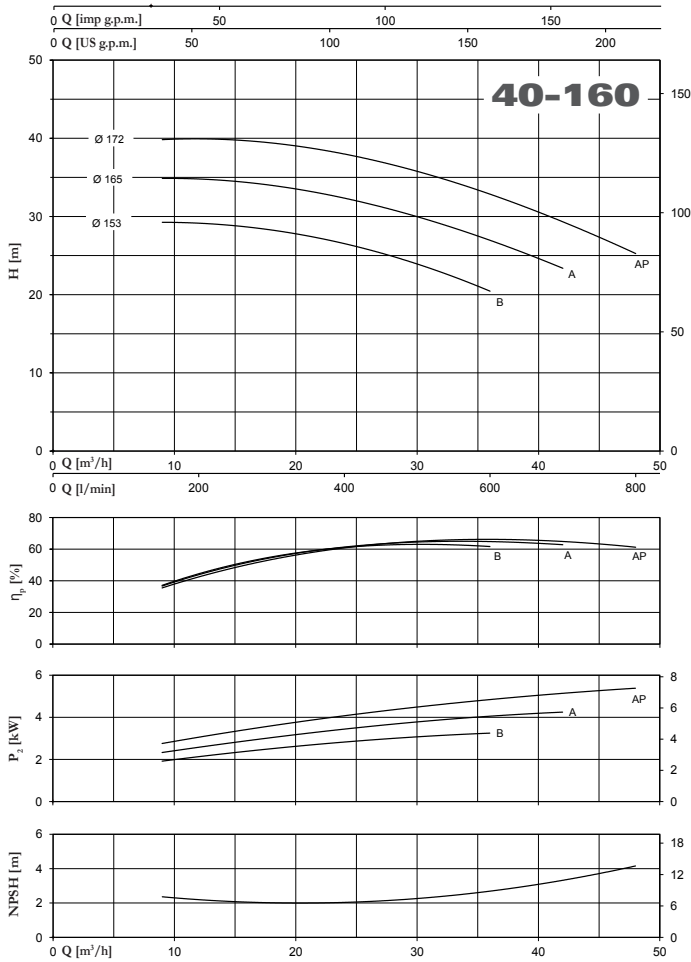 0 Q [imp g.p.m.] 50 100 150
0 Q [US g.p.m.] 50 100 150 200
40-160
50
40
30
20
10
0
H [m]
150
100
50
0
Ø 172
Ø 165
Ø 153
AP
A
B
0 Q [m³/h] 10 20 30 40 50
0 Q [l/min] 200 400 600 800
80
60
40
20
0
ηp [%]
B
A
AP
6
4
2
0
P2 [kW]
8
6
4
2
0
AP
A
B
6
4
2
0
NPSH [m]
18
12
6
0
0 Q [m³/h] 10 20 30 40 50